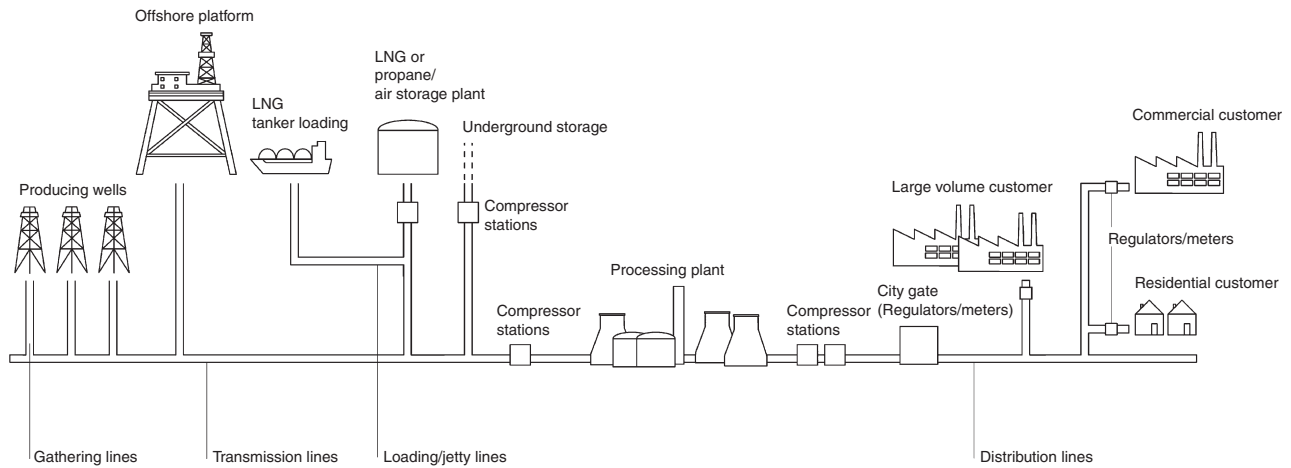 Offshore platform
LNG or
propane/
air storage plant
LNG
tanker loading
Underground storage
Commercial customer
Producing wells
Large volume customer
Compressor
stations
Regulators/meters
Processing plant
Residential customer
City gate
(Regulators/meters)
Compressor
stations
Compressor
stations
Gathering lines
Transmission lines
Loading/jetty lines
Distribution lines